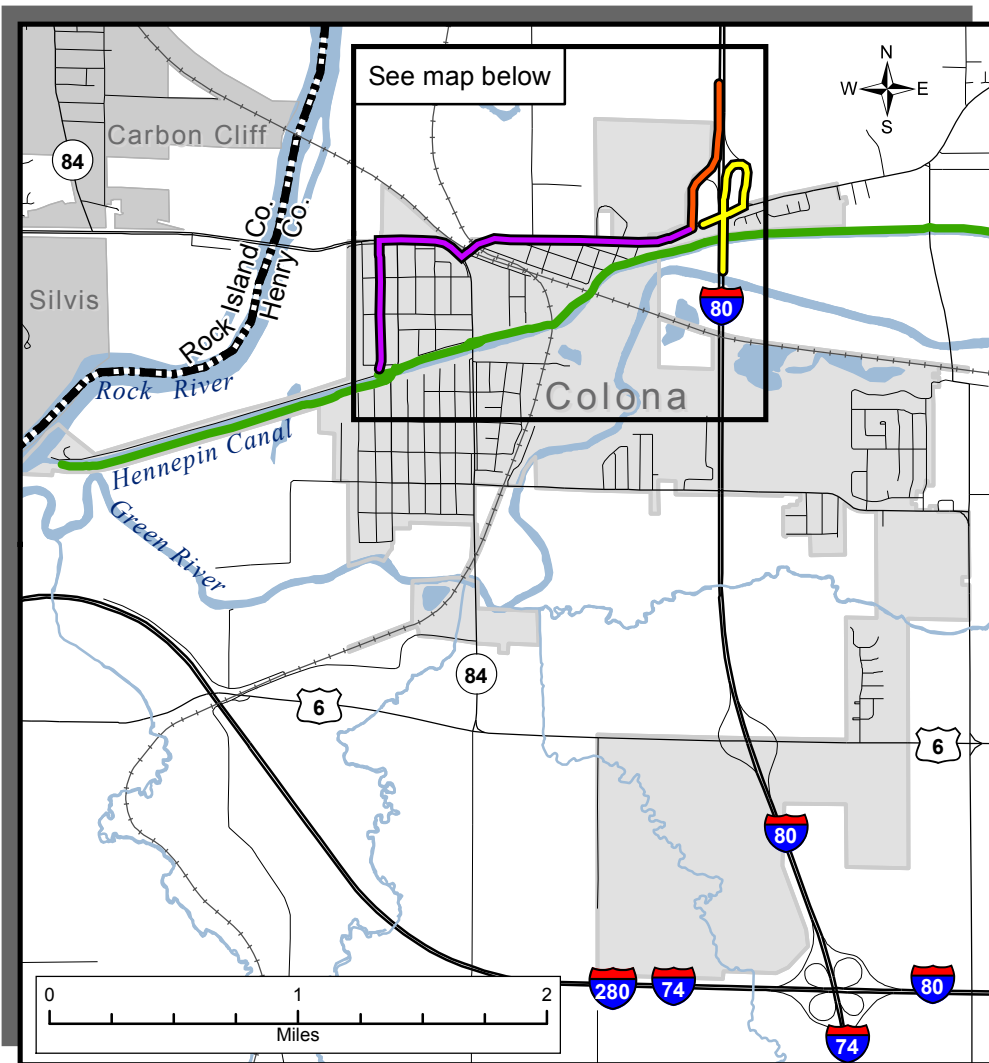 See map below
N
W E
S
Carbon Cliff
84
Rock Island Co.
Henry Co.
Silvis
80
Rock River
Colona
Hennepin Canal
Green River
84
6
6
80
280
74
80
74
0 1 2
Miles